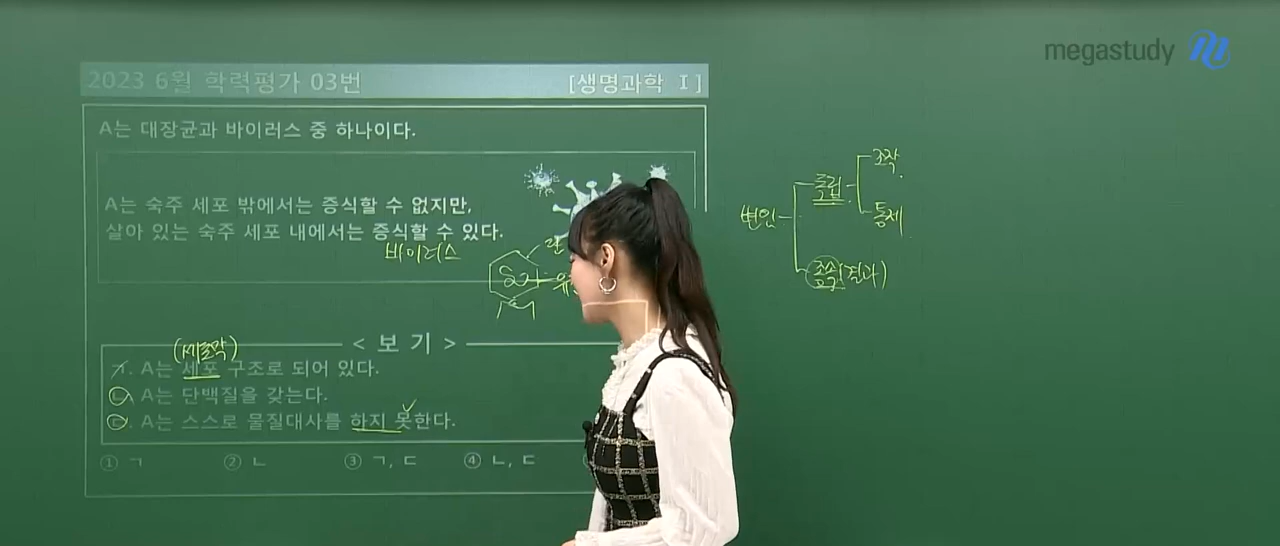 megastudy
2023 6월 학력평가 03번 [생명과학 Ⅰ]
A는 대장균과 바이러스 중 하나이다.
A는 숙주 세포 밖에서는 증식할 수 없지만,
살아 있는 숙주 세포 내에서는 증식할 수 있다.
바이러스
단
유
(세포막)
< 보 기 >
ㄱ. A는 세포 구조로 되어 있다.
ㄴ. A는 단백질을 갖는다.
ㄷ. A는 스스로 물질대사를 하지 못한다.
① ㄱ ② ㄴ ③ ㄱ, ㄷ ④ ㄴ, ㄷ
변인
독립
조작
통제
종속(결과)